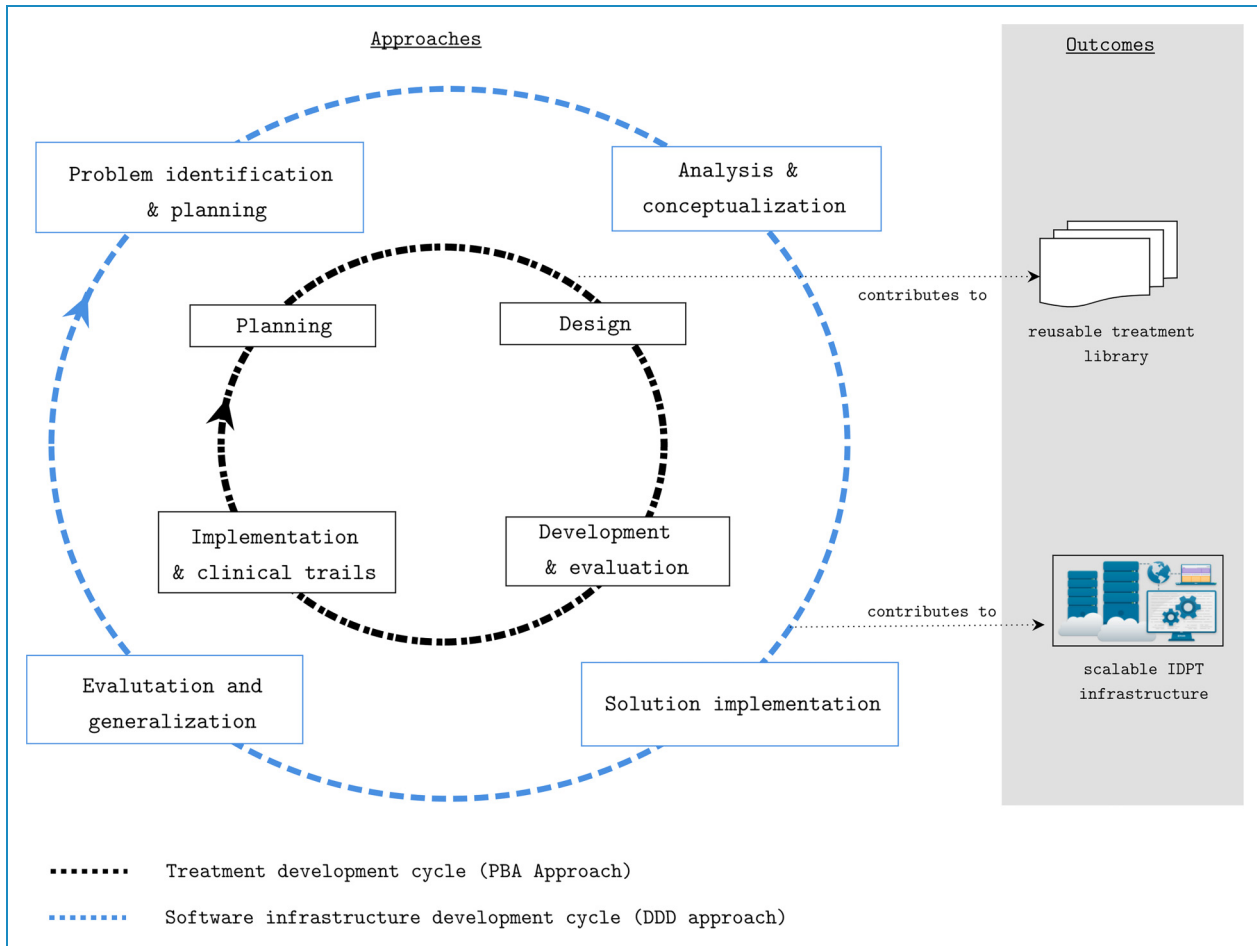 Approaches
Outcomes
Problem identification
& planning
Analysis &
conceptualization
Planning
Design
contributes to
reusable treatment
library
Implementation
& clinical trails
Development
& evaluation
contributes to
scalable IDPT
infrastructure
Evalutation and
generalization
Solution implementation
Treatment development cycle (PBA Approach)
Software infrastructure development cycle (DDD approach)